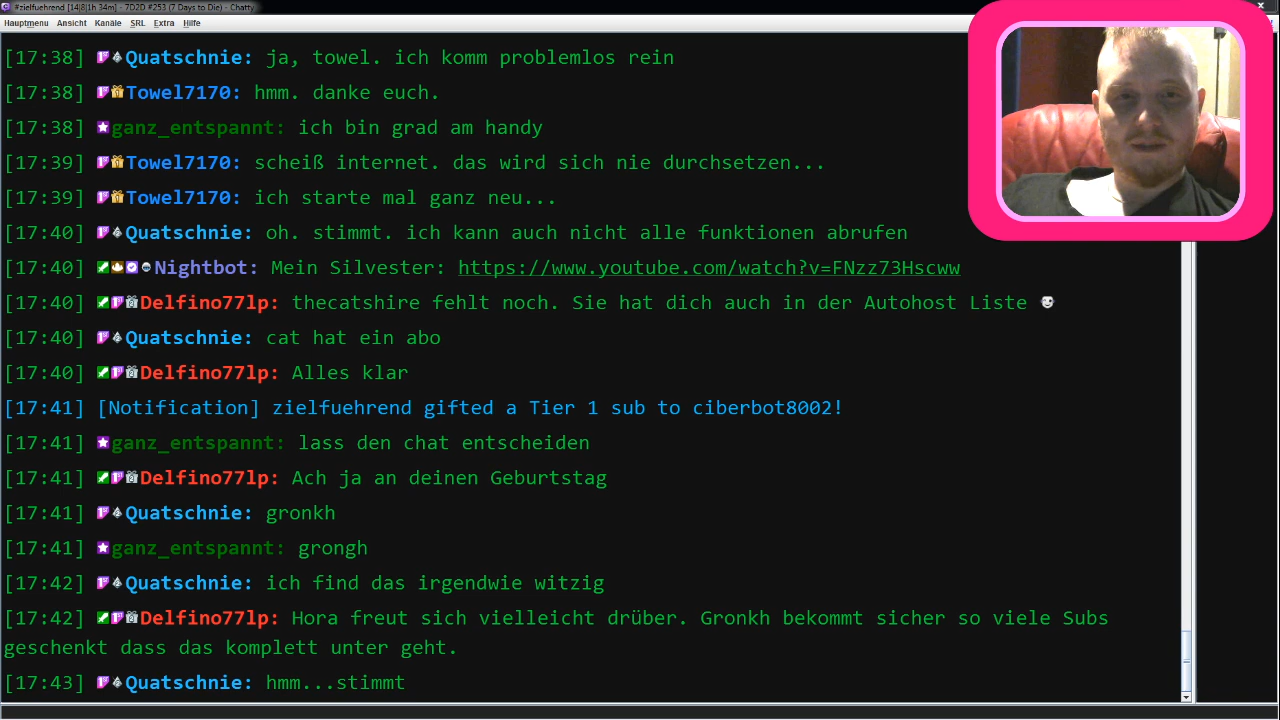 #zielfuehrend [14|8|1h 34m] - 7D2D #253 (7 Days to Die) - Chatty
Hauptmenu Ansicht Kanäle SRL Extra Hilfe
[17:38] Quatschnie: ja, towel. ich komm problemlos rein
[17:38] Towel7170: hmm. danke euch.
[17:38] ganz_entspannt: ich bin grad am handy
[17:39] Towel7170: scheiß internet. das wird sich nie durchsetzen...
[17:39] Towel7170: ich starte mal ganz neu...
[17:40] Quatschnie: oh. stimmt. ich kann auch nicht alle funktionen abrufen
[17:40] Nightbot: Mein Silvester: https://www.youtube.com/watch?v=FNzz73Hscww
[17:40] Delfino77lp: thecatshire fehlt noch. Sie hat dich auch in der Autohost Liste
[17:40] Quatschnie: cat hat ein abo
[17:40] Delfino77lp: Alles klar
[17:41] [Notification] zielfuehrend gifted a Tier 1 sub to ciberbot8002!
[17:41] ganz_entspannt: lass den chat entscheiden
[17:41] Delfino77lp: Ach ja an deinen Geburtstag
[17:41] Quatschnie: gronkh
[17:41] ganz_entspannt: grongh
[17:42] Quatschnie: ich find das irgendwie witzig
[17:42] Delfino77lp: Hora freut sich vielleicht drüber. Gronkh bekommt sicher so viele Subs
geschenkt dass das komplett unter geht.
[17:43] Quatschnie: hmm...stimmt